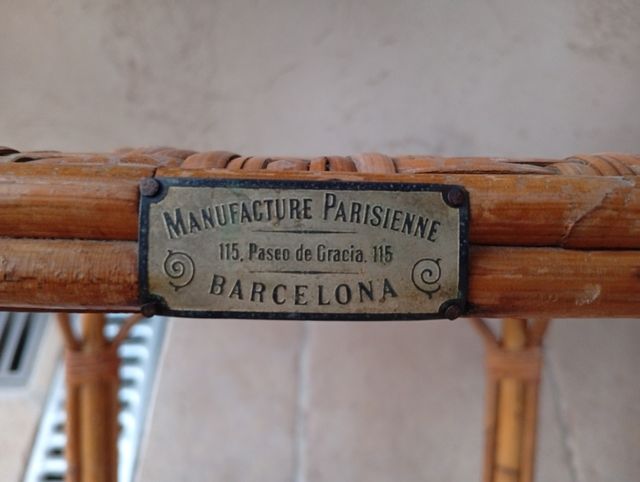 MANUFACTURE PARISIENNE
115, Paseo de Gracia, 115
BARCELONA